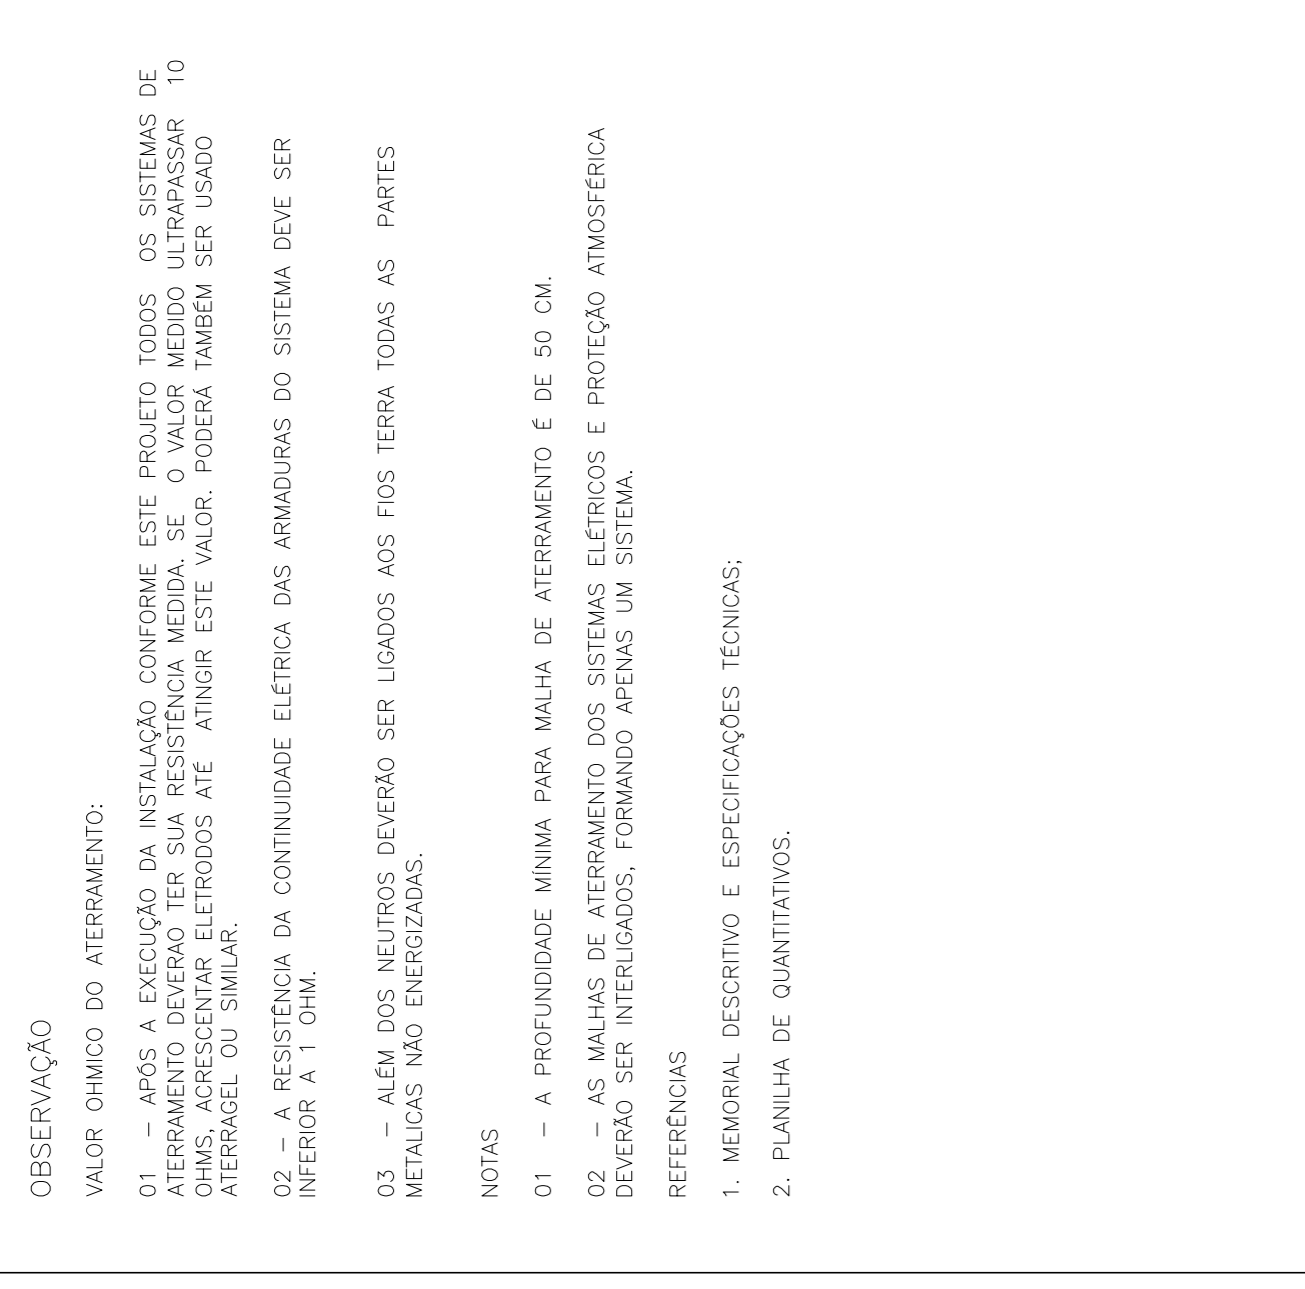 OBSERVAÇÃO
VALOR OHMICO DO ATERRAMENTO:
01 – APÓS A EXECUÇÃO DA INSTALAÇÃO CONFORME ESTE PROJETO TODOS OS SISTEMAS DE
ATERRAMENTO DEVERAO TER SUA RESISTÊNCIA MEDIDA. SE O VALOR MEDIDO ULTRAPASSAR 10
OHMS, ACRESCENTAR ELETRODOS ATÉ ATINGIR ESTE VALOR. PODERÁ TAMBÉM SER USADO
ATERRAGEL OU SIMILAR.
02 – A RESISTÊNCIA DA CONTINUIDADE ELÉTRICA DAS ARMADURAS DO SISTEMA DEVE SER
INFERIOR A 1 OHM.
03 – ALÉM DOS NEUTROS DEVERÃO SER LIGADOS AOS FIOS TERRA TODAS AS PARTES
METALICAS NÃO ENERGIZADAS.
NOTAS
01 – A PROFUNDIDADE MÍNIMA PARA MALHA DE ATERRAMENTO É DE 50 CM.
02 – AS MALHAS DE ATERRAMENTO DOS SISTEMAS ELÉTRICOS E PROTEÇÃO ATMOSFÉRICA
DEVERÃO SER INTERLIGADOS, FORMANDO APENAS UM SISTEMA.
REFERÊNCIAS
1. MEMORIAL DESCRITIVO E ESPECIFICAÇÕES TÉCNICAS;
2. PLANILHA DE QUANTITATIVOS.